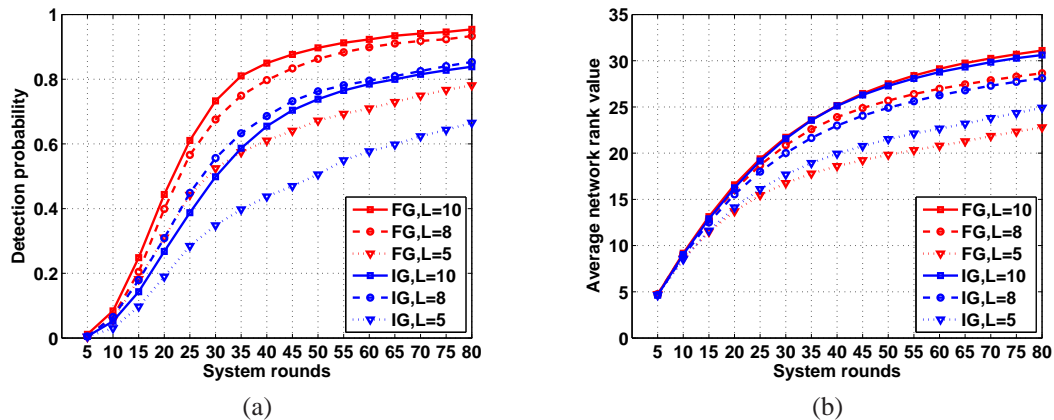 Detection probability
1
0.8
0.6
0.4
0.2
0
5 10 15 20 25 30 35 40 45 50 55 60 65 70 75 80
System rounds
FG,L=10
FG,L=8
FG,L=5
IG,L=10
IG,L=8
IG,L=5
(a)
Average network rank value
35
30
25
20
15
10
5
0
5 10 15 20 25 30 35 40 45 50 55 60 65 70 75 80
System rounds
FG,L=10
FG,L=8
FG,L=5
IG,L=10
IG,L=8
IG,L=5
(b)